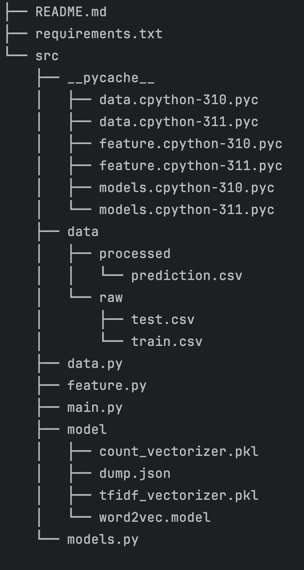 ├── README.md
├── requirements.txt
└── src
    ├── __pycache__
    │   ├── data.cpython-310.pyc
    │   ├── data.cpython-311.pyc
    │   ├── feature.cpython-310.pyc
    │   ├── feature.cpython-311.pyc
    │   ├── models.cpython-310.pyc
    │   └── models.cpython-311.pyc
    ├── data
    │   ├── processed
    │   │   └── prediction.csv
    │   └── raw
    │       ├── test.csv
    │       └── train.csv
    ├── data.py
    ├── feature.py
    ├── main.py
    ├── model
    │   ├── count_vectorizer.pkl
    │   ├── dump.json
    │   ├── tfidf_vectorizer.pkl
    │   └── word2vec.model
    └── models.py